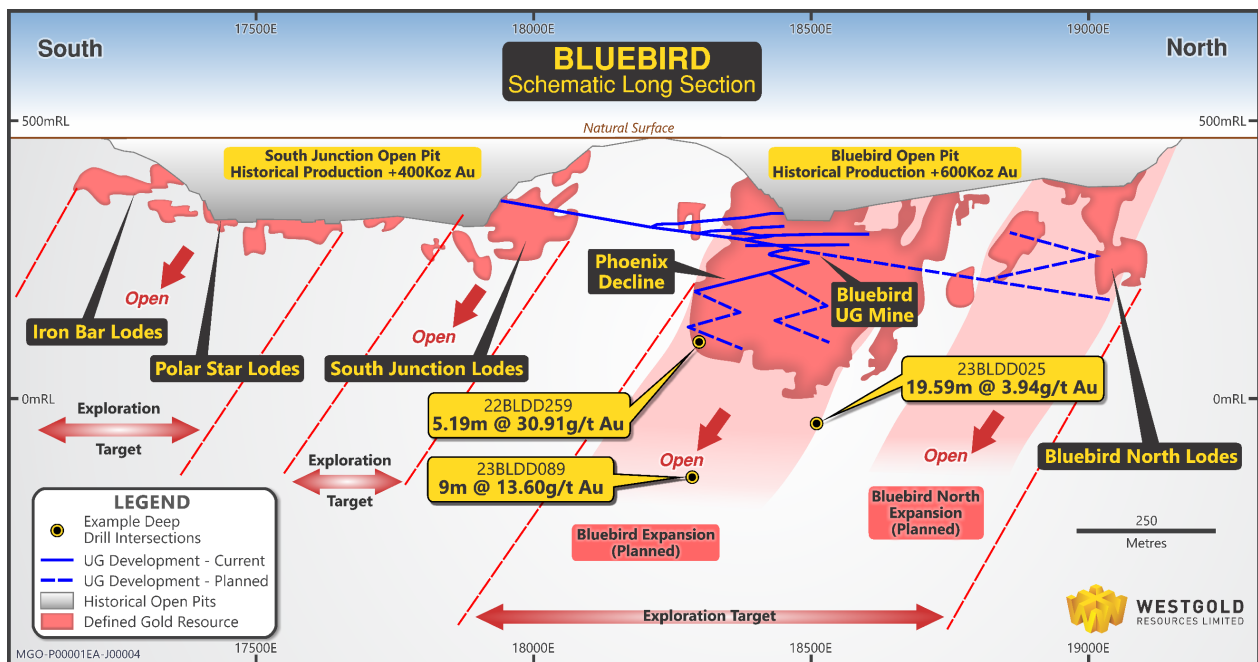 17500E
18000E
18500E
19000E
South
North
BLUEBIRD
Schematic Long Section
500mRL
500mRL
Natural Surface
South Junction Open Pit
Historical Production +400Koz Au
Bluebird Open Pit
Historical Production +600Koz Au
Phoenix
Decline
Bluebird
UG Mine
Open
Iron Bar Lodes
Open
Polar Star Lodes
South Junction Lodes
22BLDD259
5.19m @ 30.91g/t Au
23BLDD025
19.59m @ 3.94g/t Au
0mRL
0mRL
Exploration
Target
Exploration
Target
23BLDD089
9m @ 13.60g/t Au
Open
Open
Bluebird North Lodes
Bluebird Expansion
(Planned)
Bluebird North
Expansion
(Planned)
250
Metres
LEGEND
Example Deep
Drill Intersections
UG Development - Current
UG Development - Planned
Historical Open Pits
Defined Gold Resource
Exploration Target
WESTGOLD
RESOURCES LIMITED
MGO-P00001EA-J00004
17500E
18000E
18500E
19000E